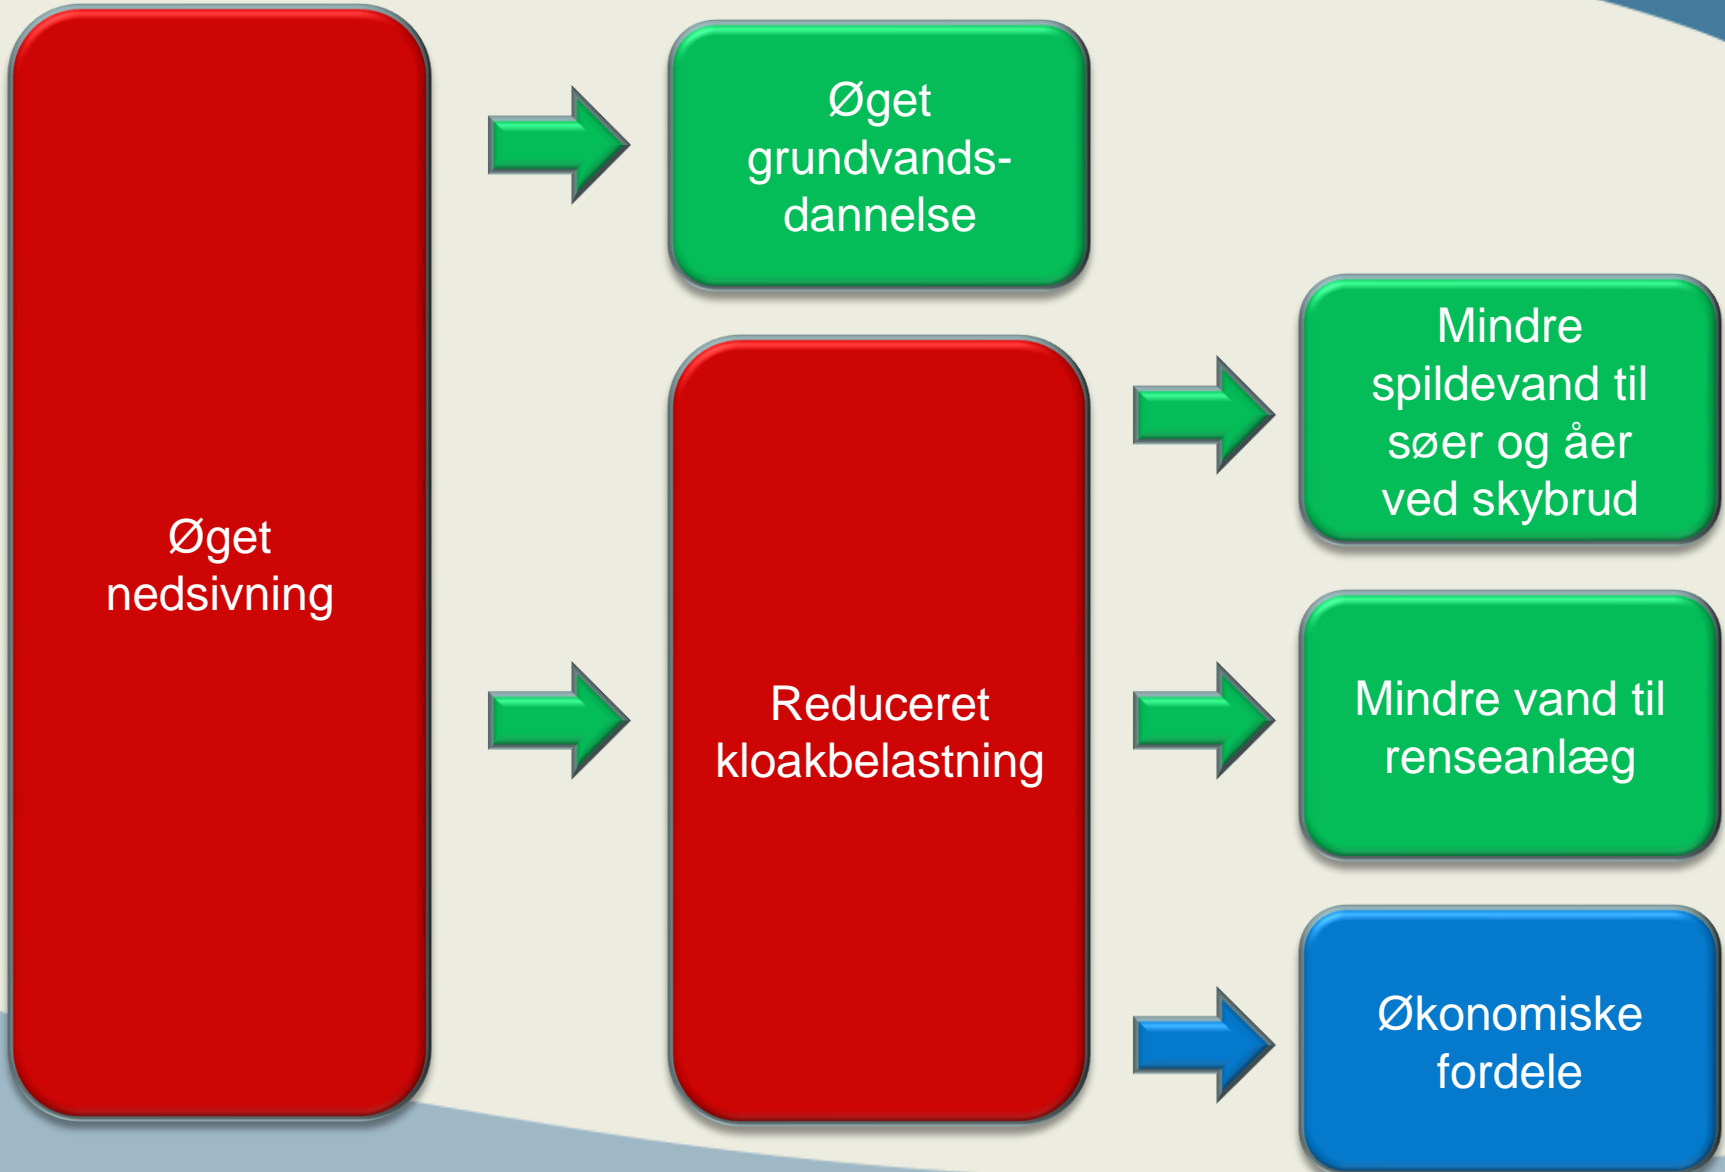 Øget
nedsivning
Øget
grundvands-
dannelse
Reduceret
kloakbelastning
Mindre
spildevand til
søer og åer
ved skybrud
Mindre vand til
renseanlæg
Økonomiske
fordele